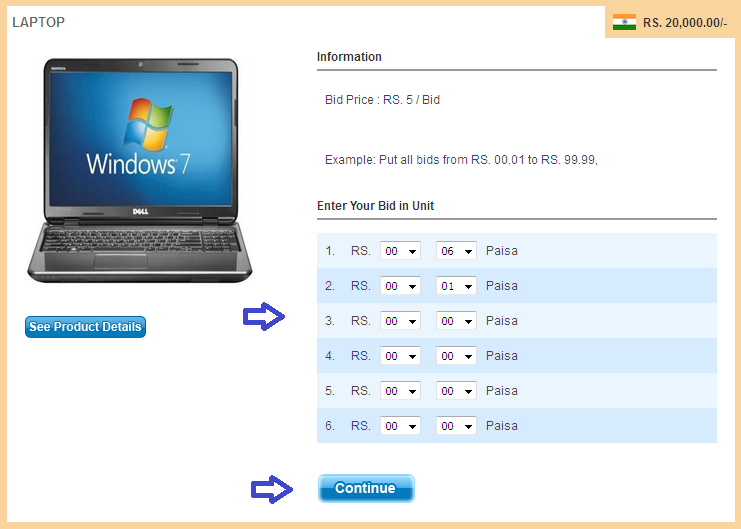 LAPTOP
RS. 20,000.00/-
Information
Bid Price : RS. 5 / Bid
Example: Put all bids from RS. 00.01 to RS. 99.99,
Enter Your Bid in Unit
1. RS. 00 06 Paisa
2. RS. 00 01 Paisa
3. RS. 00 00 Paisa
4. RS. 00 00 Paisa
5. RS. 00 00 Paisa
6. RS. 00 00 Paisa
Continue
Windows 7
DELL
See Product Details